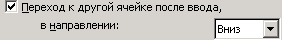 Переход к другой ячейке после ввода,
в направлении:
Вниз